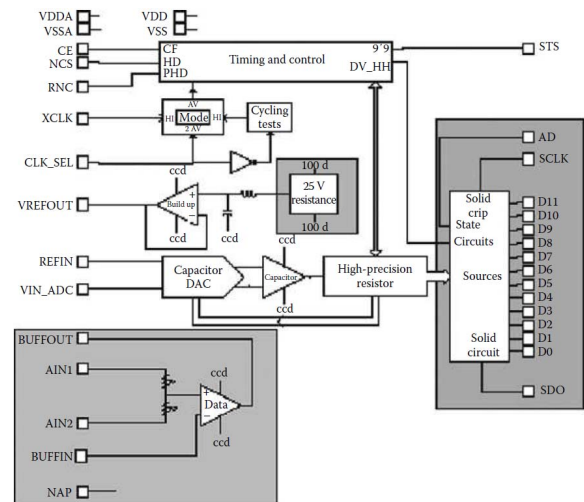 VDDA
VDD
VSSA
VSS
CE
CF
Timing and control
9'9
STS
NCS
HD
DV_HH
RNC
PHD
AV
XCLK
HI
Mode
HI
Cycling
tests
2 AV
CLK_SEL
AD
SCLK
ccd
100 d
25 V
resistance
100 d
VREFOUT
Build up
+
−
ccd
ccd
ccd
Solid
crip
State
Circuits
Sources
Solid
circuit
D11
D10
D9
D8
D7
D6
D5
D4
D3
D2
D1
D0
REFIN
VIN_ADC
Capacitor
DAC
Capacitor
ccd
High-precision
resistor
SDO
BUFFOUT
AIN1
ccd
+
Data
−
AIN2
ccd
BUFFIN
NAP